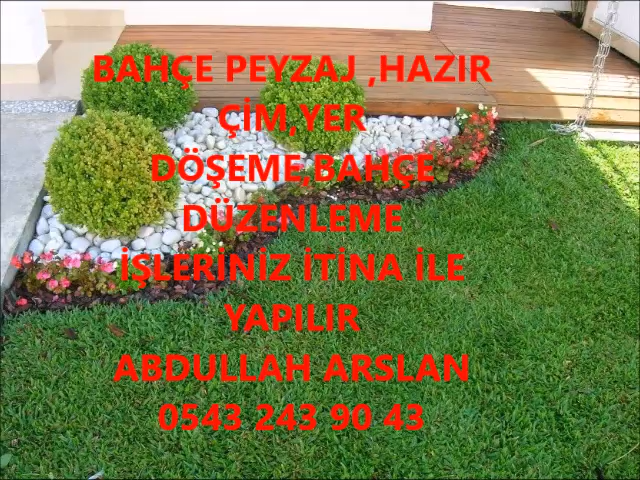 BAHÇE PEYZAJ ,HAZIR
ÇİM,YER
DÖŞEME,BAHÇE
DÜZENLEME
İŞLERİNİZ İTİNA İLE
YAPILIR
ABDULLAH ARSLAN
0543 243 90 43